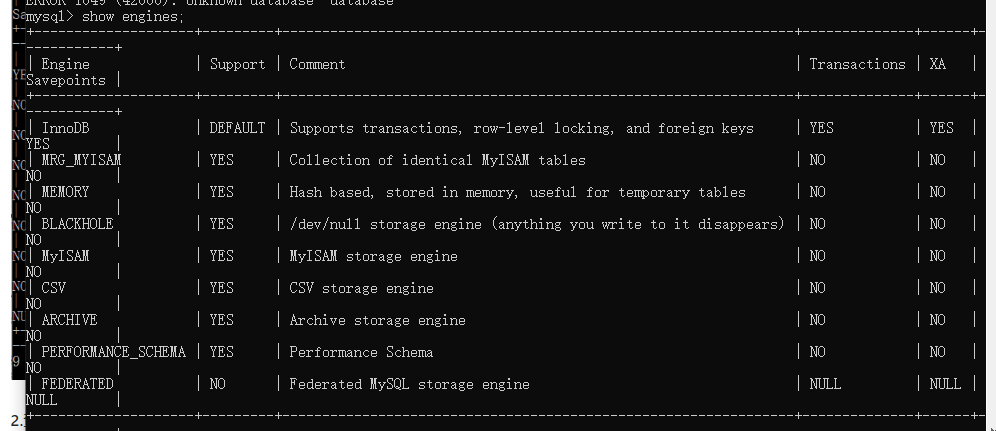 ERROR 1049 (42000): Unknown database 'database'
mysql> show engines;
+--------------------+---------+----------------------------------------------------------------+--------------+------+
------------+
| Engine             | Support | Comment                                                        | Transactions | XA   |
Savepoints |
+--------------------+---------+----------------------------------------------------------------+--------------+------+
------------+
| InnoDB             | DEFAULT | Supports transactions, row-level locking, and foreign keys     | YES          | YES  |
YES        |
| MRG_MYISAM         | YES     | Collection of identical MyISAM tables                          | NO           | NO   |
NO         |
| MEMORY             | YES     | Hash based, stored in memory, useful for temporary tables      | NO           | NO   |
NO         |
| BLACKHOLE          | YES     | /dev/null storage engine (anything you write to it disappears) | NO           | NO   |
NO         |
| MyISAM             | YES     | MyISAM storage engine                                          | NO           | NO   |
NO         |
| CSV                | YES     | CSV storage engine                                             | NO           | NO   |
NO         |
| ARCHIVE            | YES     | Archive storage engine                                         | NO           | NO   |
NO         |
| PERFORMANCE_SCHEMA | YES     | Performance Schema                                             | NO           | NO   |
NO         |
| FEDERATED          | NO      | Federated MySQL storage engine                                 | NULL         | NULL |
NULL       |
+--------------------+---------+----------------------------------------------------------------+--------------+------+